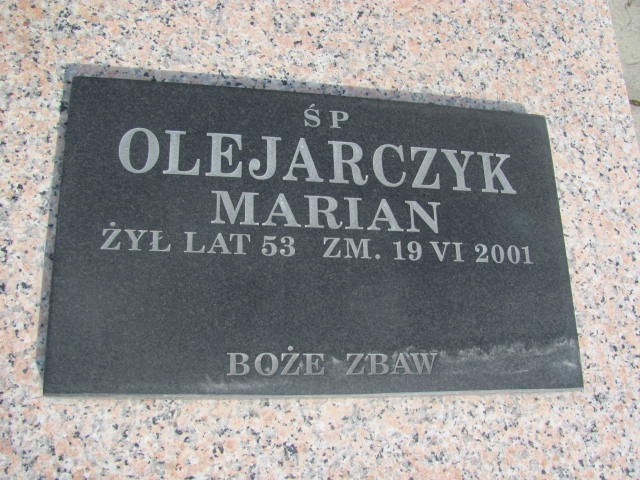 ŚP
OLEJARCZYK
MARIAN
ŻYŁ LAT 53 ZM. 19 VI 2001
BOŻE ZBAW